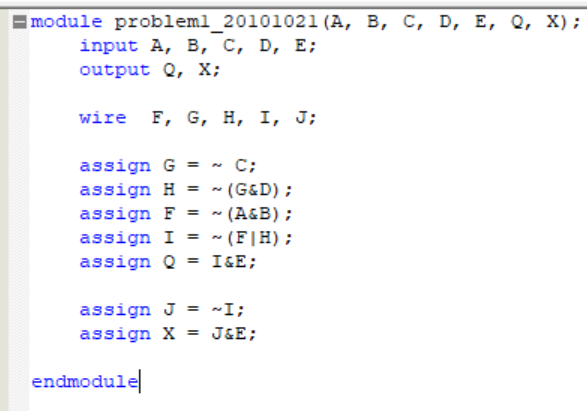 module problem1_20101021(A, B, C, D, E, Q, X);
input A, B, C, D, E;
output Q, X;
wire  F, G, H, I, J;
assign G = ~ C;
assign H = ~(G&D);
assign F = ~(A&B);
assign I = ~(F|H);
assign Q = I&E;
assign J = ~I;
assign X = J&E;
endmodule